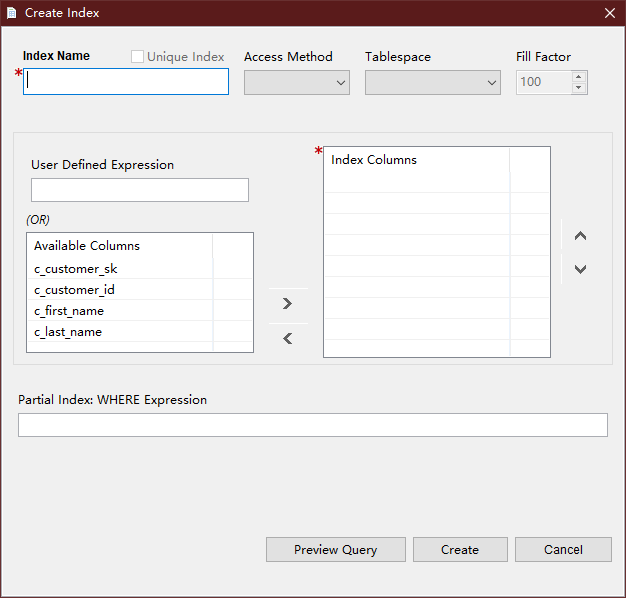 Create Index
Index Name
Unique Index
Access Method
Tablespace
Fill Factor
*
100
User Defined Expression
(OR)
Available Columns
c_customer_sk
c_customer_id
c_first_name
c_last_name
*
Index Columns
Partial Index: WHERE Expression
Preview Query
Create
Cancel